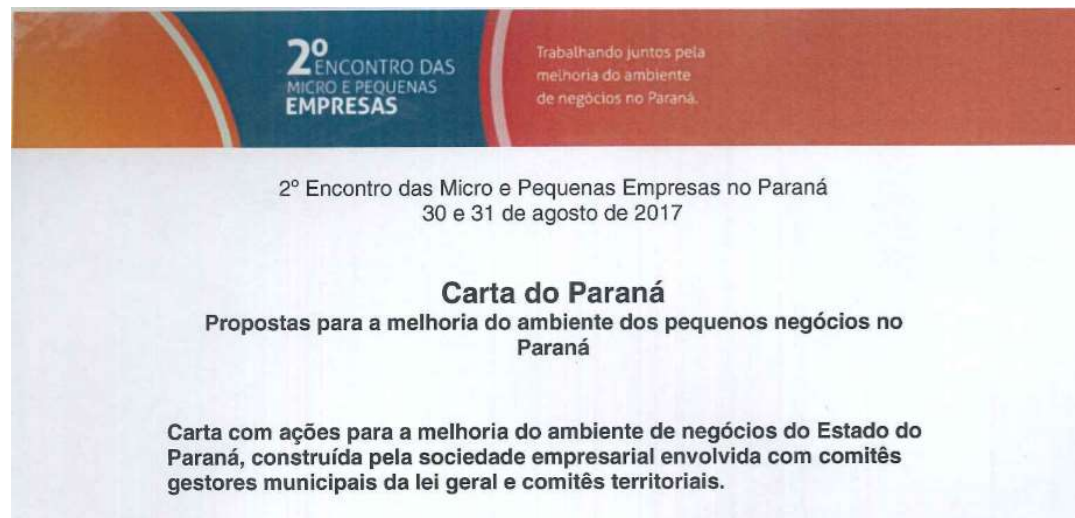 2º
ENCONTRO DAS
MICRO E PEQUENAS
EMPRESAS
Trabalhando juntos pela
melhoria do ambiente
de negócios no Paraná.
2º Encontro das Micro e Pequenas Empresas no Paraná
30 e 31 de agosto de 2017
Carta do Paraná
Propostas para a melhoria do ambiente dos pequenos negócios no
Paraná
Carta com ações para a melhoria do ambiente de negócios do Estado do
Paraná, construída pela sociedade empresarial envolvida com comitês
gestores municipais da lei geral e comitês territoriais.